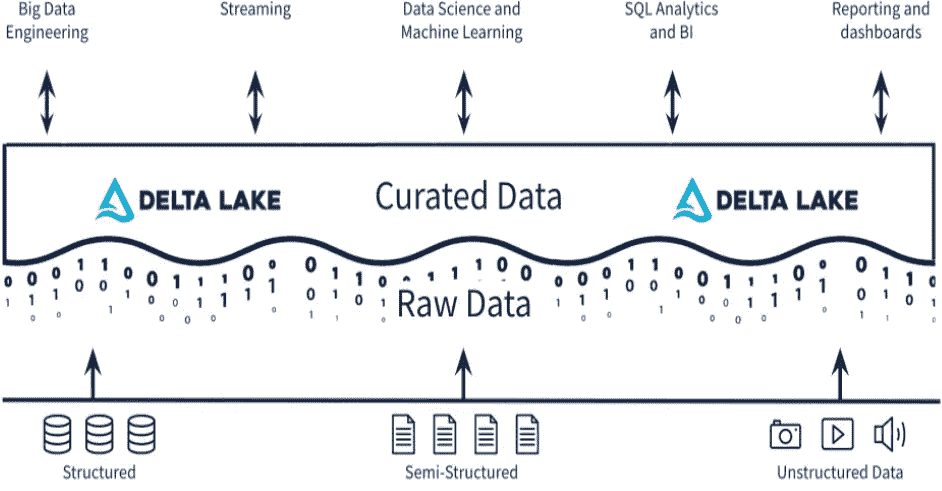 Big Data
Engineering
Streaming
Data Science and
Machine Learning
SQL Analytics
and BI
Reporting and
dashboards
DELTA LAKE
Curated Data
DELTA LAKE
Raw Data
Structured
Semi-Structured
Unstructured Data